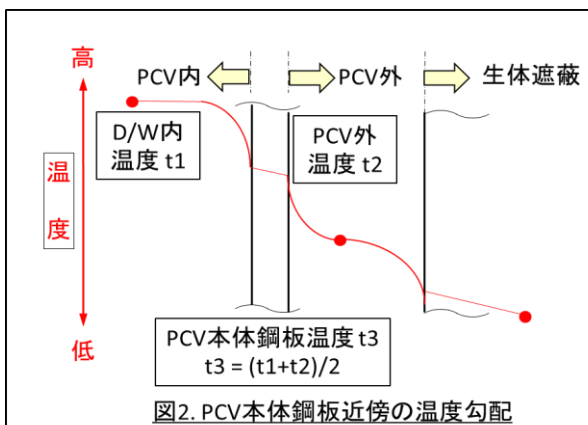 高
PCV内
PCV外
生体遮蔽
D/W内
温度 t1
PCV外
温度 t2
温度
低
PCV本体鋼板温度 t3
t3 = (t1+t2)/2
図2. PCV本体鋼板近傍の温度勾配